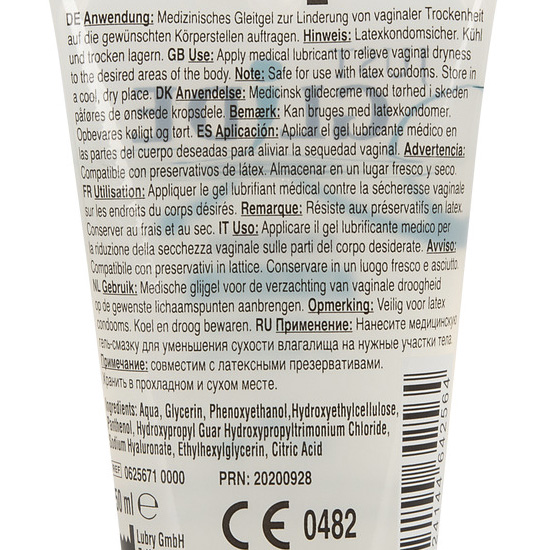 DE Anwendung: Medizinisches Gleitgel zur Linderung von vaginaler Trockenheit
auf die gewünschten Körperstellen auftragen. Hinweis: Latexkondomsicher. Kühl
und trocken lagern. GB Use: Apply medical lubricant to relieve vaginal dryness
to the desired areas of the body. Note: Safe for use with latex condoms. Store in
a cool, dry place. DK Anvendelse: Medicinsk glidecreme mod tørhed i skeden
påføres de ønskede kropsdele. Bemærk: Kan bruges med latexkondomer.
Opbevares køligt og tørt. ES Aplicación: Aplicar el gel lubricante médico en
las partes del cuerpo deseadas para aliviar la sequedad vaginal. Advertencia:
Compatible con preservativos de látex. Almacenar en un lugar fresco y seco.
FR Utilisation: Appliquer le gel lubrifiant médical contre la sécheresse vaginale
sur les endroits du corps désirés. Remarque: Résiste aux préservatifs en latex.
Conserver au frais et au sec. IT Uso: Applicare il gel lubrificante medico per
la riduzione della secchezza vaginale sulle parti del corpo desiderate. Avviso:
Compatibile con preservativi in lattice. Conservare in un luogo fresco e asciutto.
NL Gebruik: Medische glijgel voor de verzachting van vaginale droogheid
op de gewenste lichaamspunten aanbrengen. Opmerking: Veilig voor latex
condooms. Koel en droog bewaren. RU Применение: Нанесите медицинскую
гель-смазку для уменьшения сухости влагалища на нужные участки тела.
Примечание: совместим с латексными презервативами.
Хранить в прохладном и сухом месте.
Ingredients: Aqua, Glycerin, Phenoxyethanol, Hydroxyethylcellulose,
Panthenol, Hydroxypropyl Guar Hydroxypropyltrimonium Chloride,
Sodium Hyaluronate, Ethylhexylglycerin, Citric Acid
REF 0625671 0000 PRN: 20200928
50 ml e
CE 0482
Lubry GmbH
24144 642564